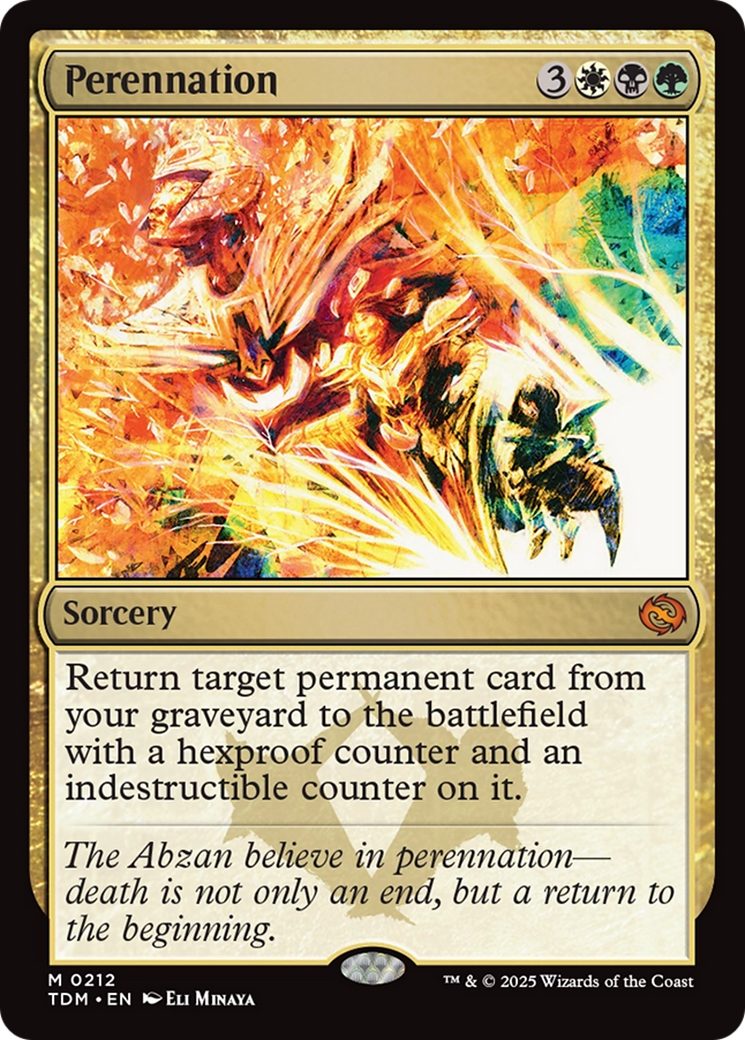 Perennation 3
Sorcery
Return target permanent card from
your graveyard to the battlefield
with a hexproof counter and an
indestructible counter on it.
The Abzan believe in perennation—
death is not only an end, but a return to
the beginning.
M 0212
TDM • EN Eli Minaya
™ & © 2025 Wizards of the Coast